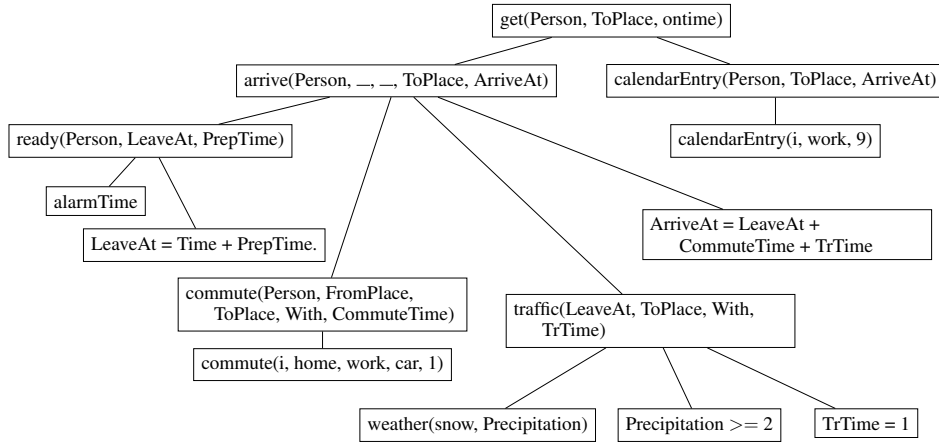 get(Person, ToPlace, ontime)
arrive(Person, __, __, ToPlace, ArriveAt)
calendarEntry(Person, ToPlace, ArriveAt)
ready(Person, LeaveAt, PrepTime)
calendarEntry(i, work, 9)
alarmTime
LeaveAt = Time + PrepTime.
ArriveAt = LeaveAt +
CommuteTime + TrTime
commute(Person, FromPlace,
ToPlace, With, CommuteTime)
traffic(LeaveAt, ToPlace, With,
TrTime)
commute(i, home, work, car, 1)
weather(snow, Precipitation)
Precipitation >= 2
TrTime = 1